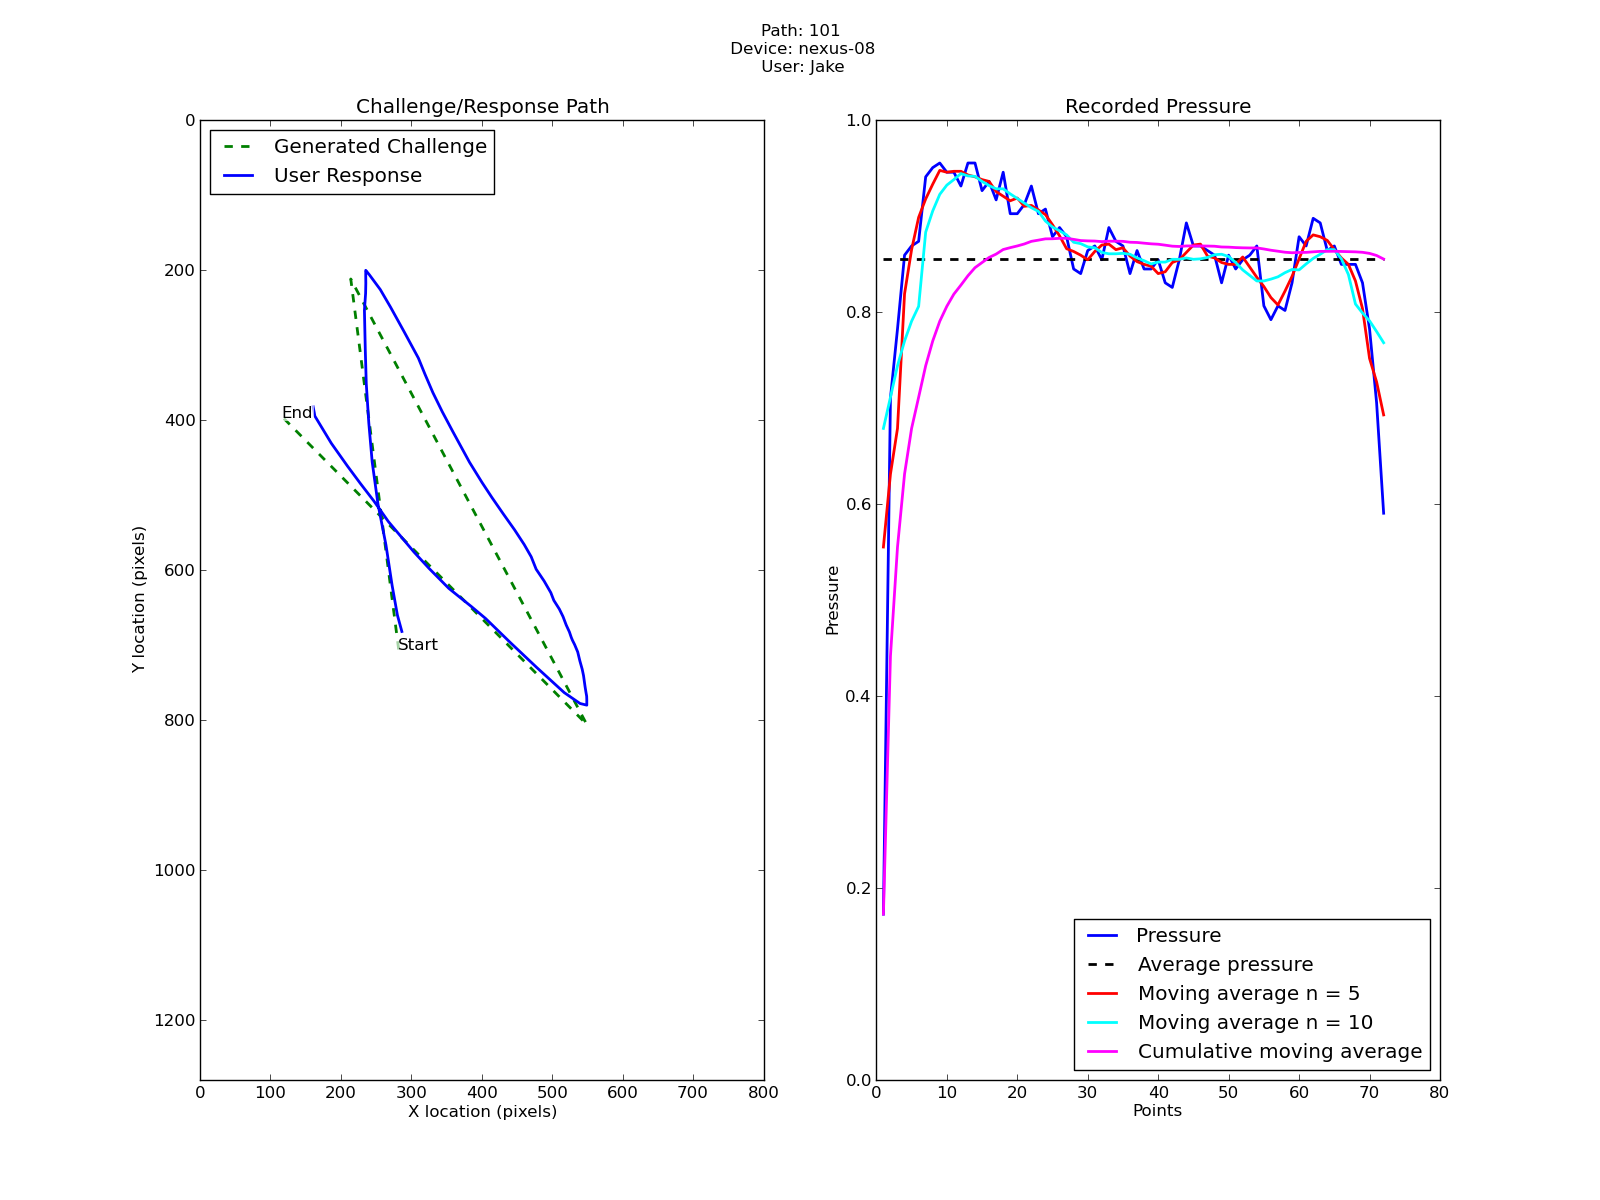 Path: 101
Device: nexus-08
User: Jake
Challenge/Response Path
Generated Challenge
User Response
End
Start
0
200
400
600
800
1000
1200
Y location (pixels)
0 100 200 300 400 500 600 700 800
X location (pixels)
Recorded Pressure
1.0
0.8
0.6
0.4
0.2
0.0
Pressure
Pressure
Average pressure
Moving average n = 5
Moving average n = 10
Cumulative moving average
0 10 20 30 40 50 60 70 80
Points